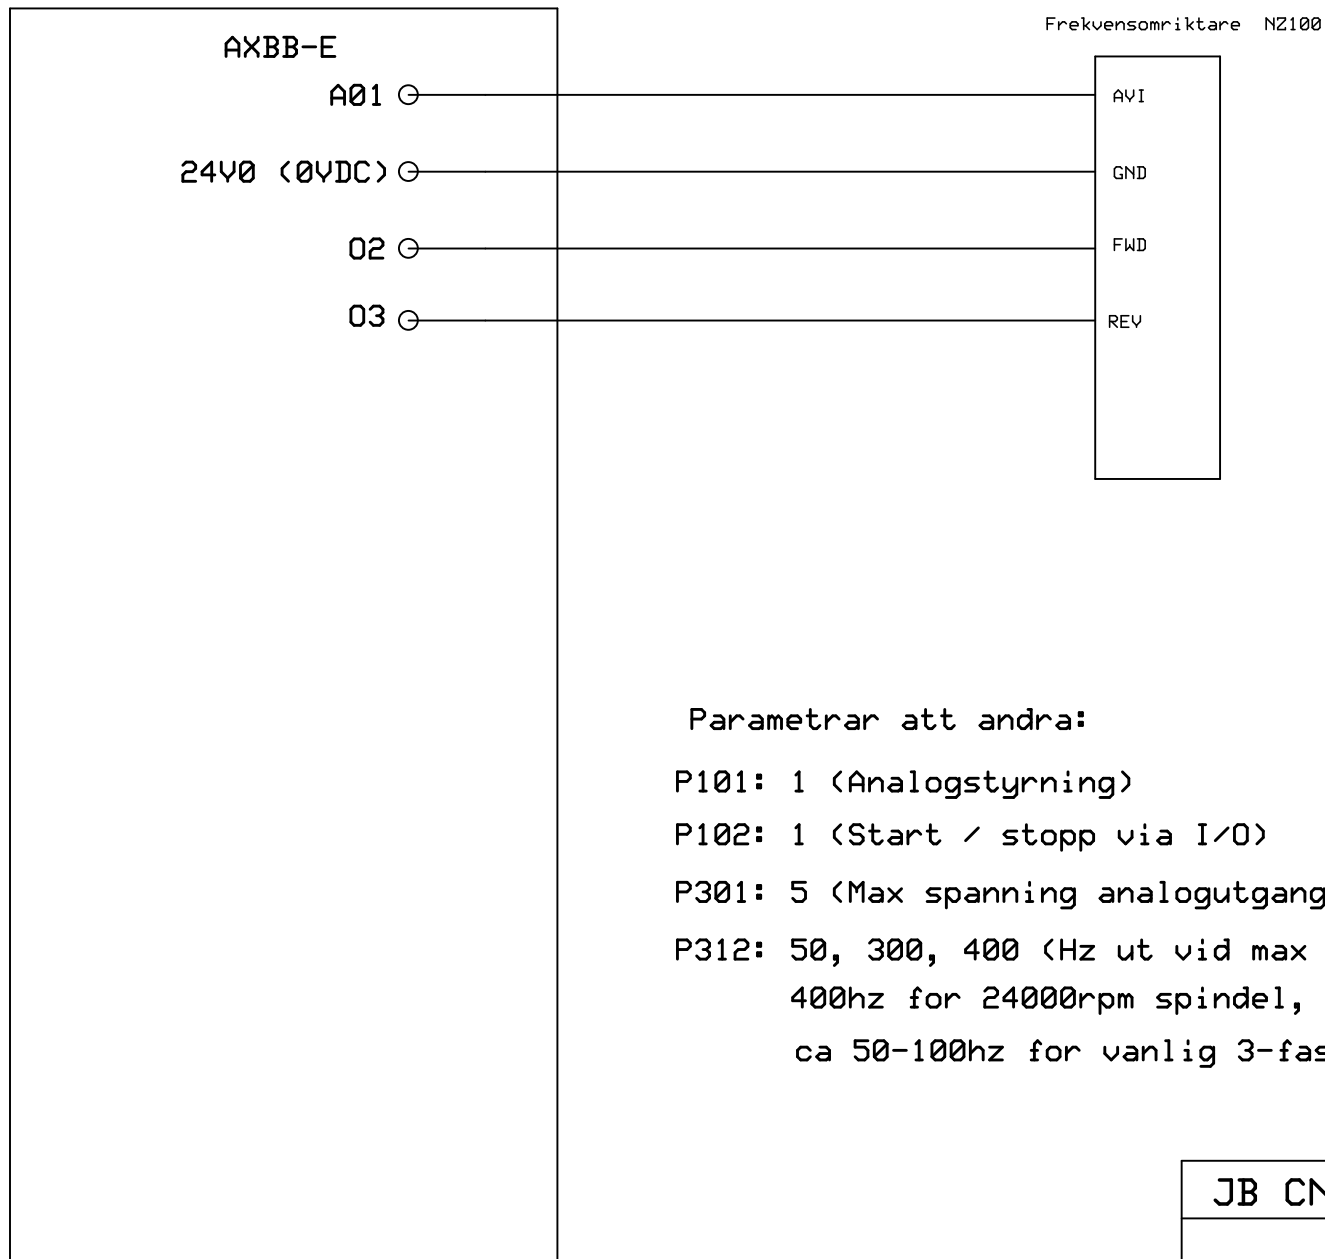 Frekvensomriktare NZ100
AXBB-E
A01
AVI
24V0 (0VDC)
GND
O2
FWD
O3
REV
Parametrar att andra:
P101: 1 (Analogstyrning)
P102: 1 (Start / stopp via I/O)
P301: 5 (Max spanning analogutgang
P312: 50, 300, 400 (Hz ut vid max
400hz for 24000rpm spindel,
ca 50-100hz for vanlig 3-fas
JB CN